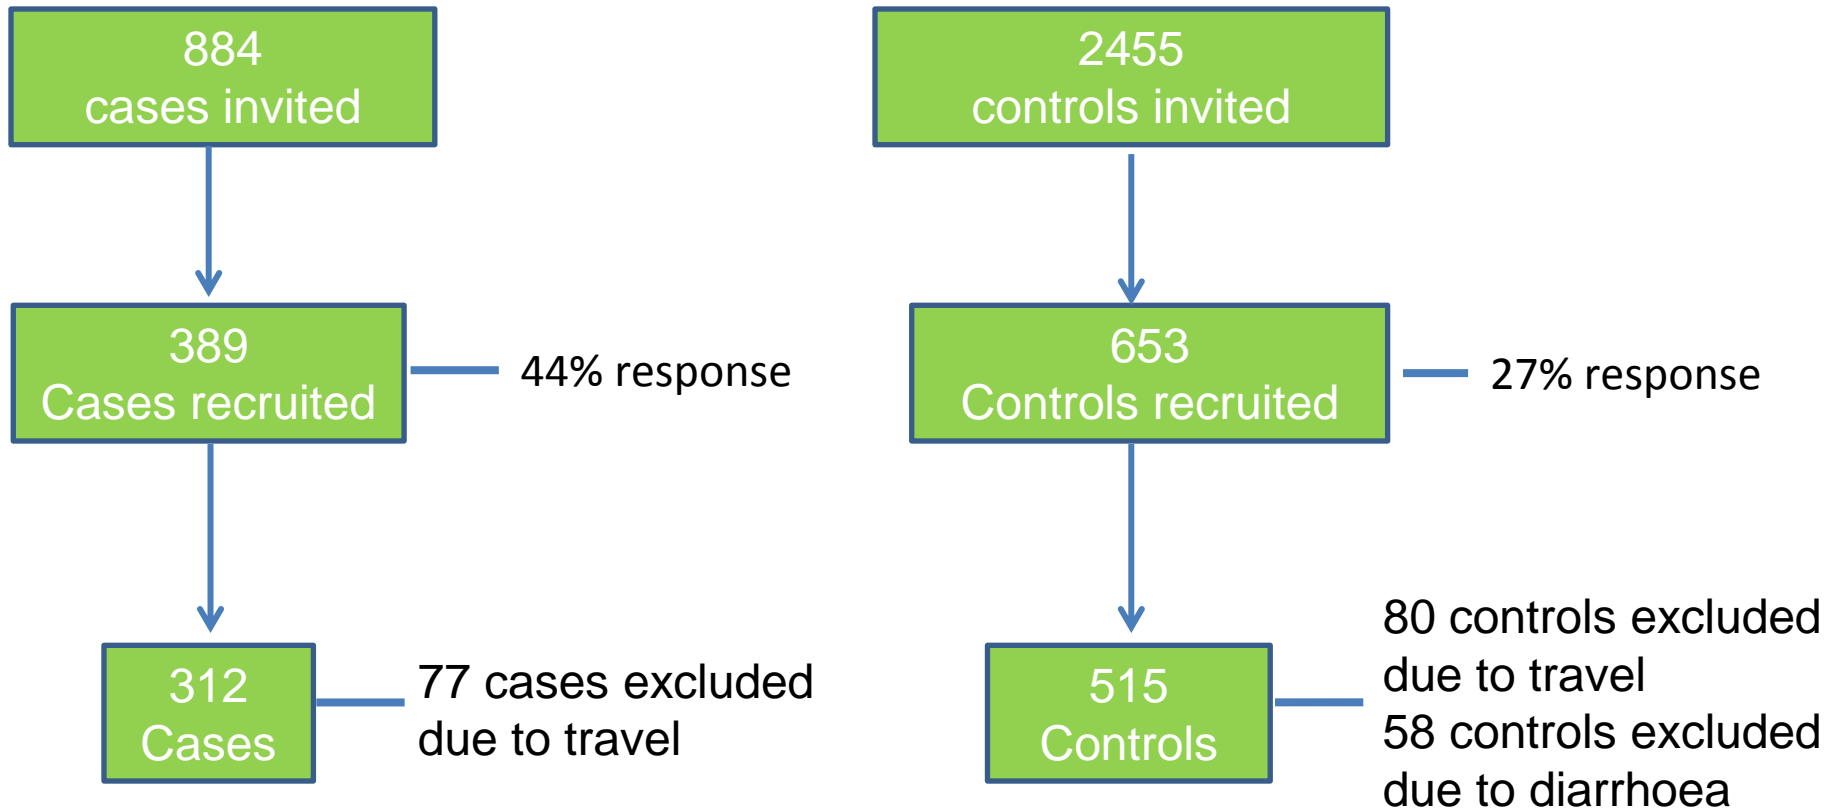 884
cases invited
2455
controls invited
389
Cases recruited
44% response
653
Controls recruited
27% response
312
Cases
77 cases excluded
due to travel
515
Controls
80 controls excluded
due to travel
58 controls excluded
due to diarrhoea